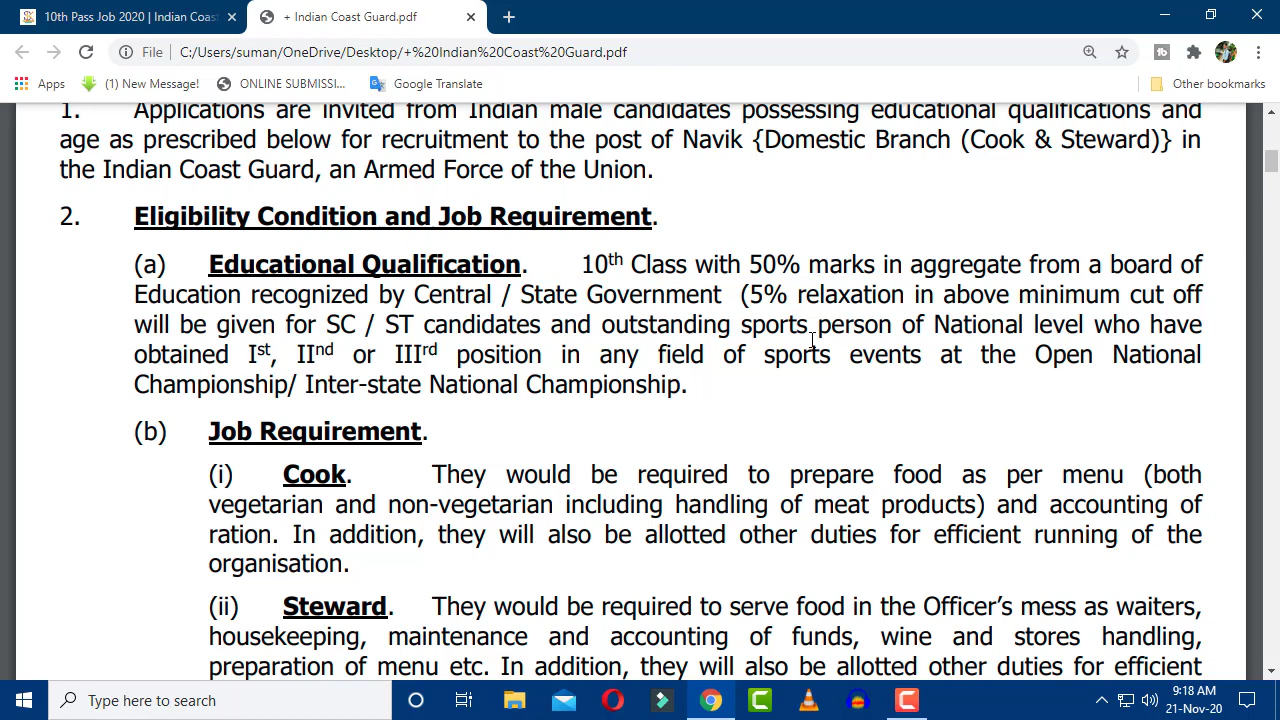 10th Pass Job 2020 | Indian Coas
+ Indian Coast Guard.pdf
File
C:/Users/suman/OneDrive/Desktop/+%20Indian%20Coast%20Guard.pdf
Apps
(1) New Message!
ONLINE SUBMISSI...
Google Translate
Other bookmarks
1. Applications are invited from Indian male candidates possessing educational qualifications and
age as prescribed below for recruitment to the post of Navik {Domestic Branch (Cook & Steward)} in
the Indian Coast Guard, an Armed Force of the Union.
2. Eligibility Condition and Job Requirement.
(a) Educational Qualification. 10th Class with 50% marks in aggregate from a board of
Education recognized by Central / State Government (5% relaxation in above minimum cut off
will be given for SC / ST candidates and outstanding sports person of National level who have
obtained Ist, IInd or IIIrd position in any field of sports events at the Open National
Championship/ Inter-state National Championship.
(b) Job Requirement.
(i) Cook. They would be required to prepare food as per menu (both
vegetarian and non-vegetarian including handling of meat products) and accounting of
ration. In addition, they will also be allotted other duties for efficient running of the
organisation.
(ii) Steward. They would be required to serve food in the Officer's mess as waiters,
housekeeping, maintenance and accounting of funds, wine and stores handling,
preparation of menu etc. In addition, they will also be allotted other duties for efficient
Type here to search
9:18 AM
21-Nov-20